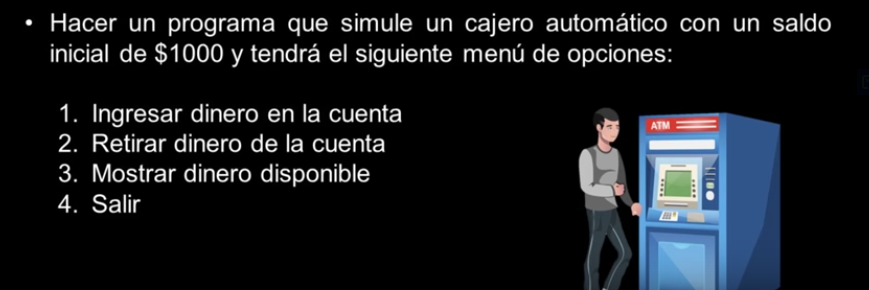 • Hacer un programa que simule un cajero automático con un saldo
inicial de $1000 y tendrá el siguiente menú de opciones:
1. Ingresar dinero en la cuenta
2. Retirar dinero de la cuenta
3. Mostrar dinero disponible
4. Salir
ATM